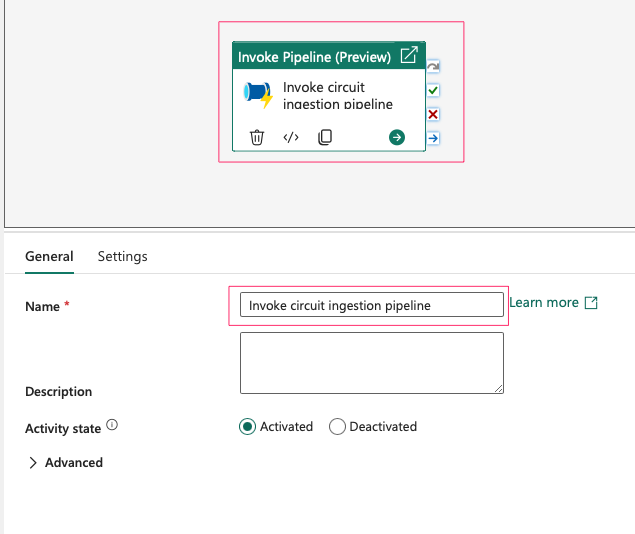 Invoke Pipeline (Preview)
Invoke circuit
ingestion pipeline
</>
General Settings
Name *
Invoke circuit ingestion pipeline
Learn more
Description
Activity state
Activated Deactivated
Advanced